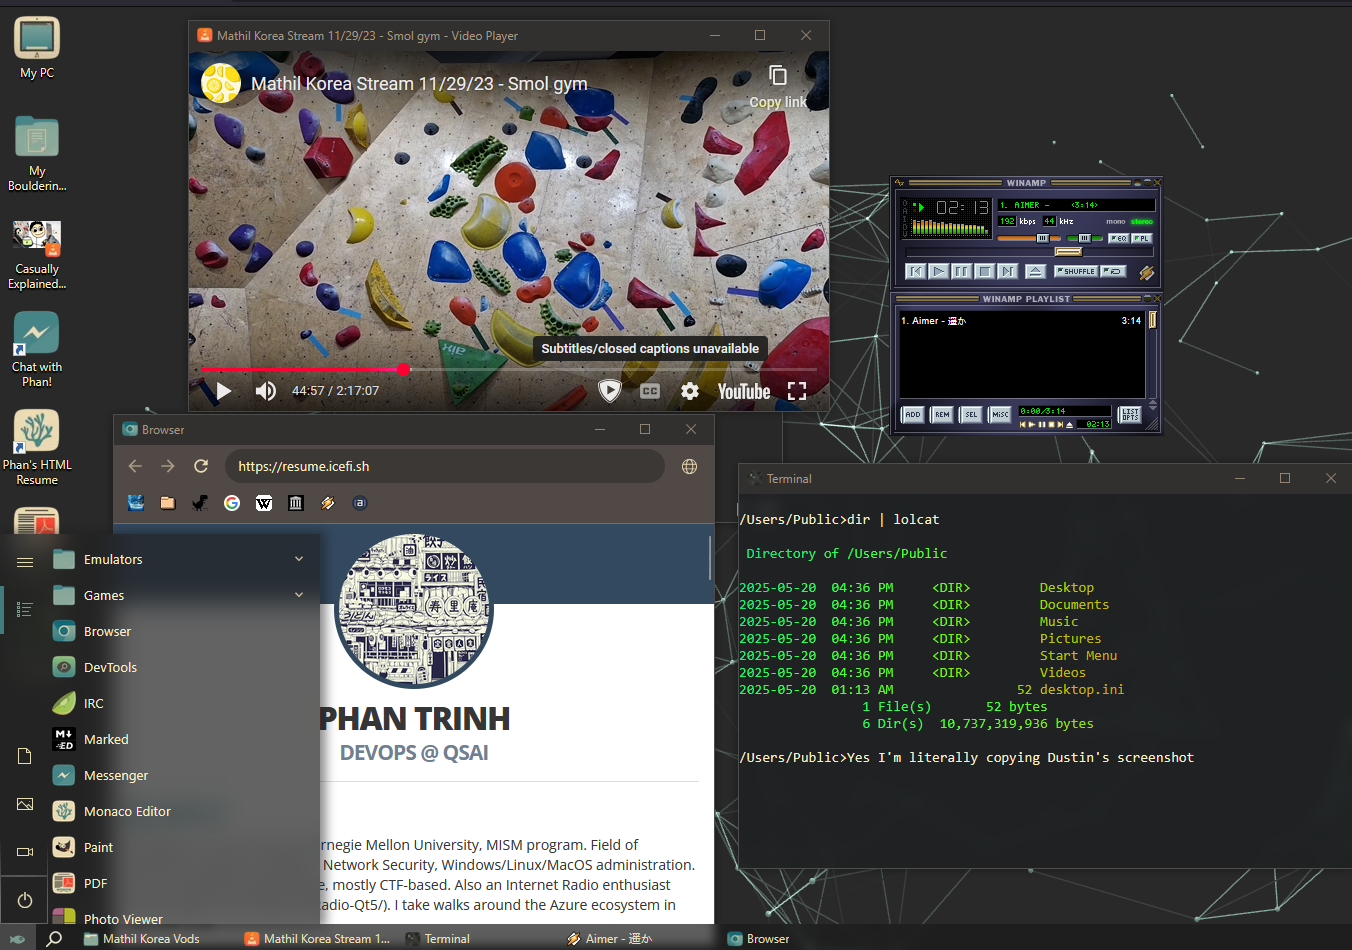 My PC
My
Boulderin...
Casually
Explained...
Chat with
Phan!
Phan's HTML
Resume
Mathil Korea Stream 11/29/23 - Smol gym - Video Player
Mathil Korea Stream 11/29/23 - Smol gym
Copy link
Subtitles/closed captions unavailable
44:57 / 2:17:07
CC
YouTube
WINAMP
02:13
1. AIMER - (3:14)
192 kbps 44 kHz
mono stereo
EQ PL
SHUFFLE
WINAMP PLAYLIST
1. Aimer - 遥か 3:14
ADD REM SEL MISC
0:00/3:14
02:13
LIST
OPTS
Browser
https://resume.icefi.sh
G W a
PHAN TRINH
DEVOPS @ QSAI
rnegie Mellon University, MISM program. Field of
Network Security, Windows/Linux/MacOS administration.
e, mostly CTF-based. Also an Internet Radio enthusiast
adio-Qt5/). I take walks around the Azure ecosystem in
Terminal
/Users/Public>dir | lolcat
Directory of /Users/Public
2025-05-20 04:36 PM <DIR> Desktop
2025-05-20 04:36 PM <DIR> Documents
2025-05-20 04:36 PM <DIR> Music
2025-05-20 04:36 PM <DIR> Pictures
2025-05-20 04:36 PM <DIR> Start Menu
2025-05-20 04:36 PM <DIR> Videos
2025-05-20 01:13 AM 52 desktop.ini
1 File(s) 52 bytes
6 Dir(s) 10,737,319,936 bytes
/Users/Public>Yes I'm literally copying Dustin's screenshot
Emulators
Games
Browser
DevTools
IRC
Marked
Messenger
Monaco Editor
Paint
PDF
Photo Viewer
Mathil Korea Vods
Mathil Korea Stream 1...
Terminal
Aimer - 遥か
Browser